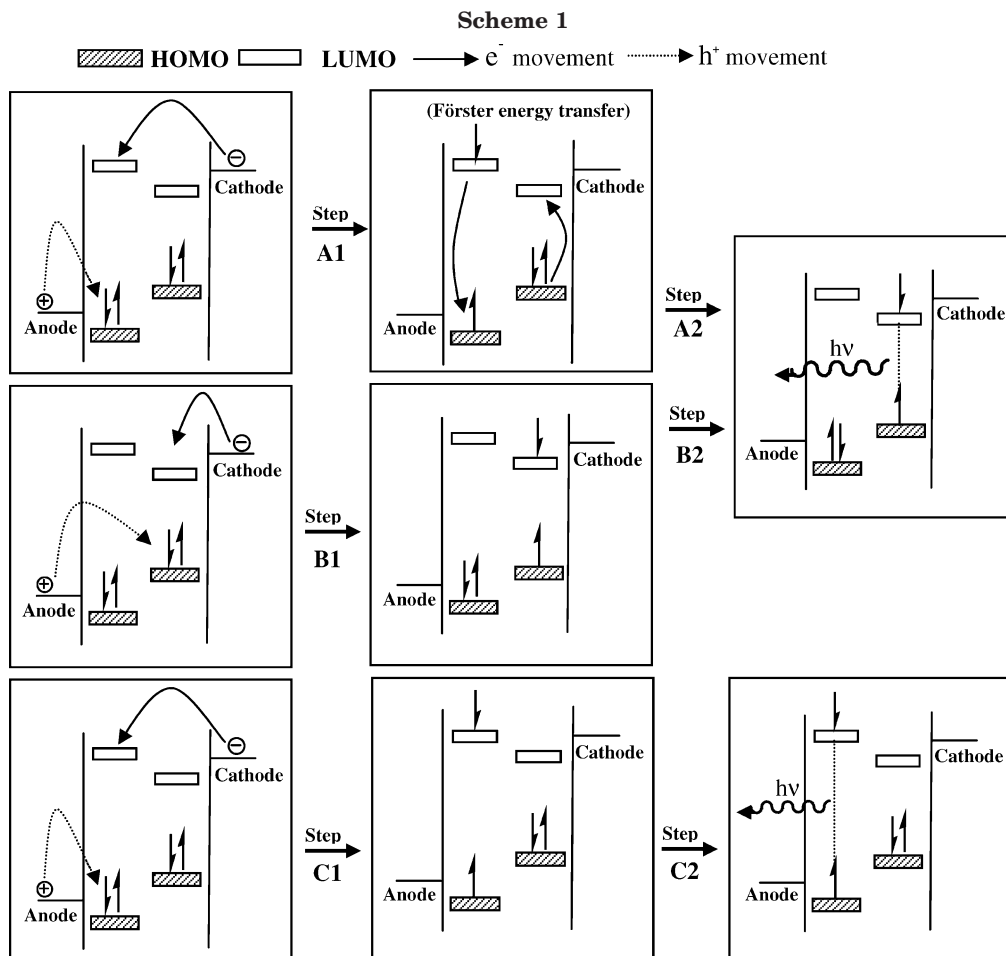 Scheme 1
HOMO LUMO e⁻ movement h⁺ movement
Cathode
⊕
Anode
⊖
Step
A1
(Förster energy transfer)
Cathode
Anode
Step
A2
Cathode
hν
Anode
Cathode
⊕
Anode
⊖
Step
B1
Cathode
Anode
Step
B2
Cathode
⊕
Anode
⊖
Step
C1
Cathode
Anode
Step
C2
Cathode
hν
Anode